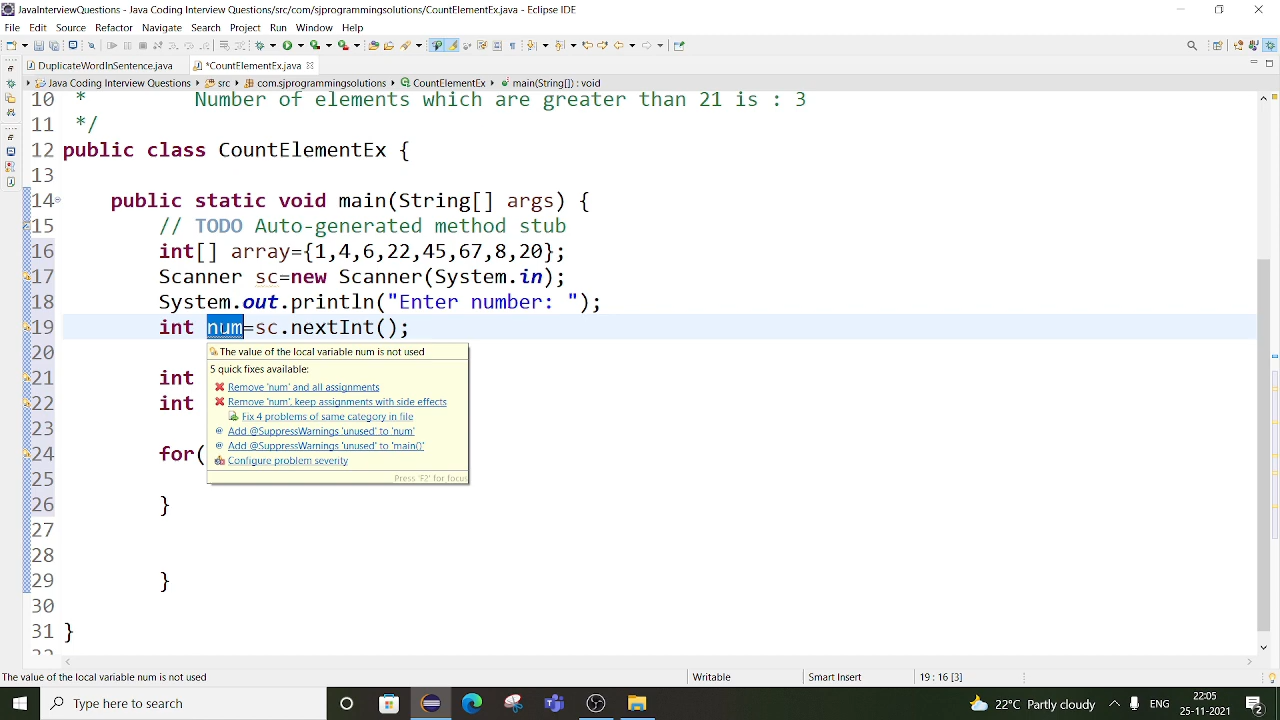 JavaInterviewQuestions - Java Coding Interview Questions/src/com/sjprogrammingsolutions/CountElementEx.java - Eclipse IDE
File Edit Source Refactor Navigate Search Project Run Window Help
DuplicateWordInSentence.java *CountElementEx.java
Java Coding Interview Questions src com.sjprogrammingsolutions CountElementEx main(String[]) : void
10 * Number of elements which are greater than 21 is : 3
11 */
12 public class CountElementEx {
13
14 public static void main(String[] args) {
15 // TODO Auto-generated method stub
16 int[] array={1,4,6,22,45,67,8,20};
17 Scanner sc=new Scanner(System.in);
18 System.out.println("Enter number: ");
19 int num=sc.nextInt();
20 The value of the local variable num is not used
5 quick fixes available:
21 int Remove 'num' and all assignments
22 int Remove 'num', keep assignments with side effects
Fix 4 problems of same category in file
23 Add @SuppressWarnings 'unused' to 'num'
Add @SuppressWarnings 'unused' to 'main()'
24 for( Configure problem severity
25 Press 'F2' for focus
26 }
27
28
29 }
30
31 }
The value of the local variable num is not used Writable Smart Insert 19 : 16 [3]
Type here to search 22°C Partly cloudy ENG 22:05
25-11-2021 2